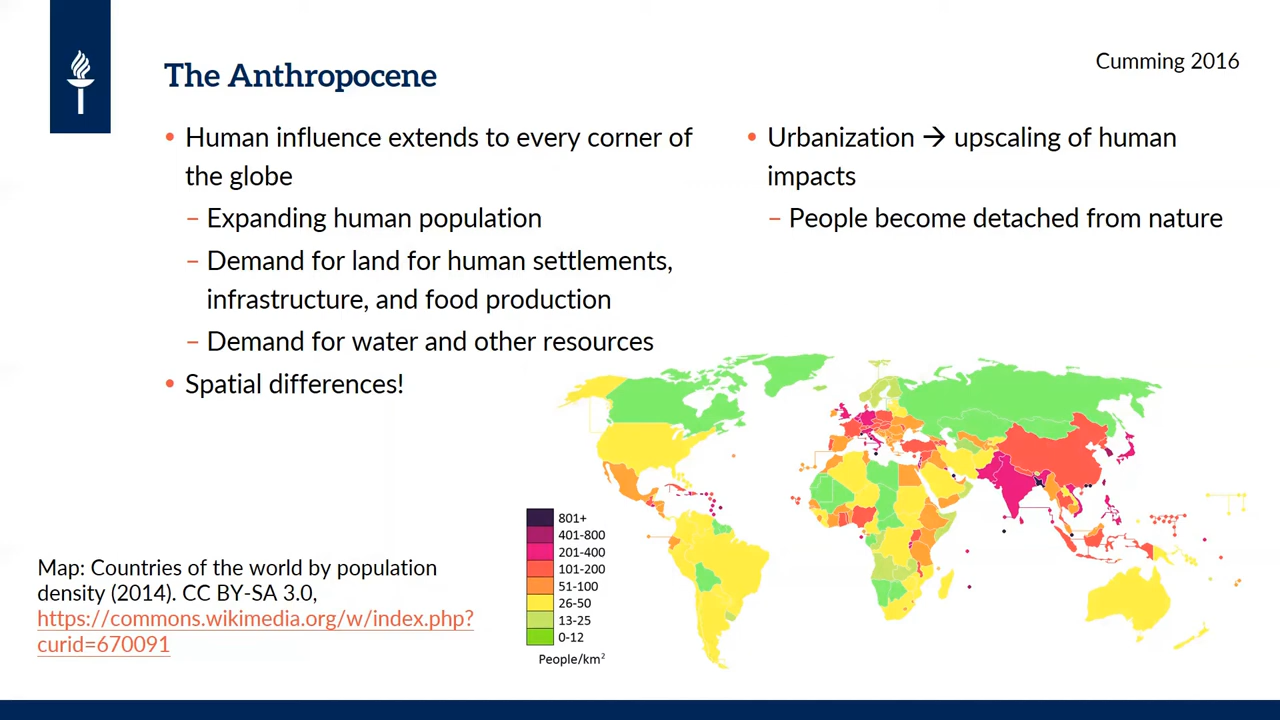 The Anthropocene
Cumming 2016
• Human influence extends to every corner of
the globe
– Expanding human population
– Demand for land for human settlements,
infrastructure, and food production
– Demand for water and other resources
• Spatial differences!
• Urbanization → upscaling of human
impacts
– People become detached from nature
801+
401-800
201-400
101-200
51-100
26-50
13-25
0-12
People/km²
Map: Countries of the world by population
density (2014). CC BY-SA 3.0,
https://commons.wikimedia.org/w/index.php?
curid=670091